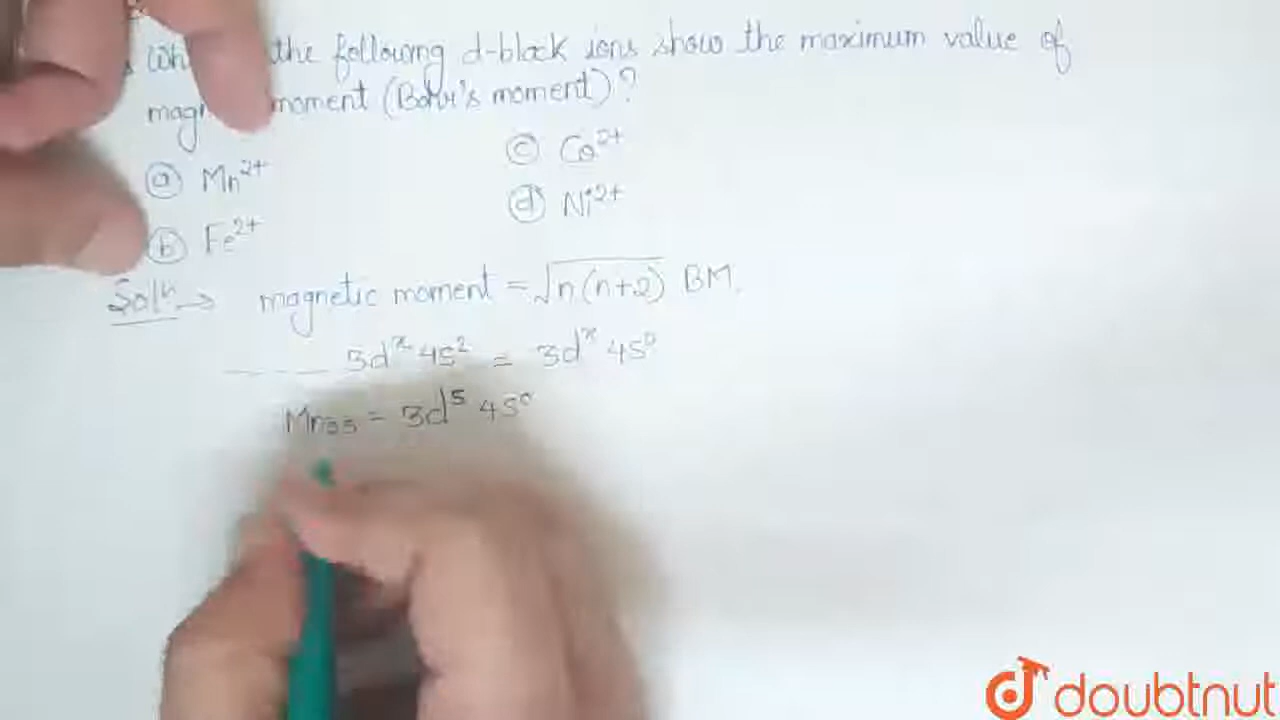 the following d-block ions show the maximum value of
moment (Bohr's moment)?
(a) Mn²⁺
(c) Co²⁺
(b) Fe²⁺
(d) Ni²⁺
Solⁿ → magnetic moment = √n(n+2) BM.
3dˣ 4s² = 3dˣ 4s⁰
= 3d⁵ 4s⁰
doubtnut